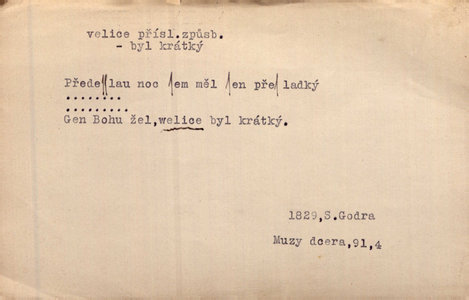 velice přísl.způsb.
- byl krátký
Předeſſlau noc ſem měl ſen přeſladký
Gen Bohu žel,welice byl krátký.
1829,S.Godra
Muzy dcera,91,4